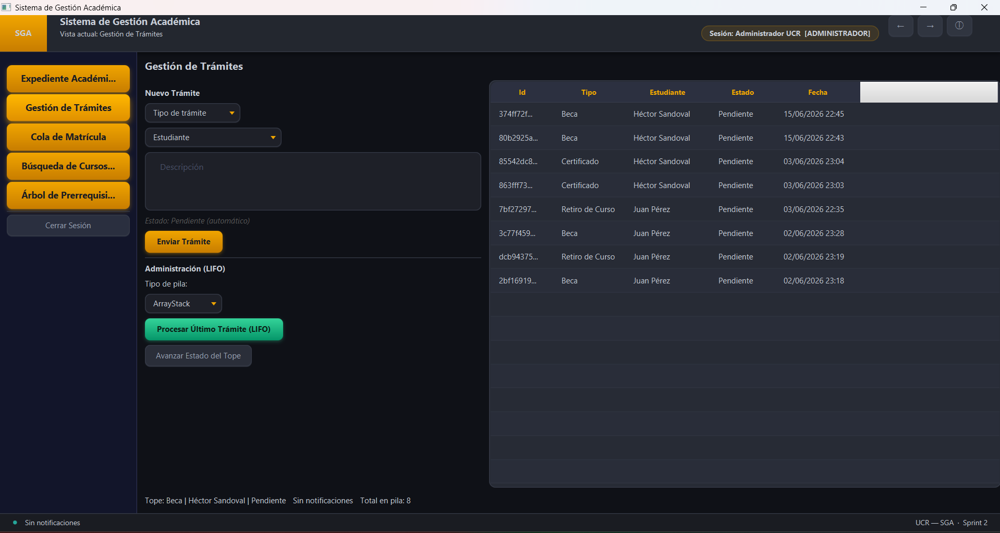 Sistema de Gestión Académica
SGA
Sistema de Gestión Académica
Vista actual: Gestión de Trámites
Sesión: Administrador UCR [ADMINISTRADOR]
← → ⓘ
Expediente Académi...
Gestión de Trámites
Cola de Matrícula
Búsqueda de Cursos...
Árbol de Prerrequisi...
Cerrar Sesión
Gestión de Trámites
Nuevo Trámite
Tipo de trámite
Estudiante
Descripción
Estado: Pendiente (automático)
Enviar Trámite
Administración (LIFO)
Tipo de pila:
ArrayStack
Procesar Último Trámite (LIFO)
Avanzar Estado del Tope
Id Tipo Estudiante Estado Fecha
374ff72f... Beca Héctor Sandoval Pendiente 15/06/2026 22:45
80b2925a... Beca Héctor Sandoval Pendiente 15/06/2026 22:43
85542dc8... Certificado Héctor Sandoval Pendiente 03/06/2026 23:04
863fff73... Certificado Héctor Sandoval Pendiente 03/06/2026 23:03
7bf27297... Retiro de Curso Juan Pérez Pendiente 03/06/2026 22:35
3c77f459... Beca Juan Pérez Pendiente 02/06/2026 23:28
dcb94375... Retiro de Curso Juan Pérez Pendiente 02/06/2026 23:19
2bf16919... Beca Juan Pérez Pendiente 02/06/2026 23:18
Tope: Beca | Héctor Sandoval | Pendiente Sin notificaciones Total en pila: 8
Sin notificaciones
UCR — SGA · Sprint 2